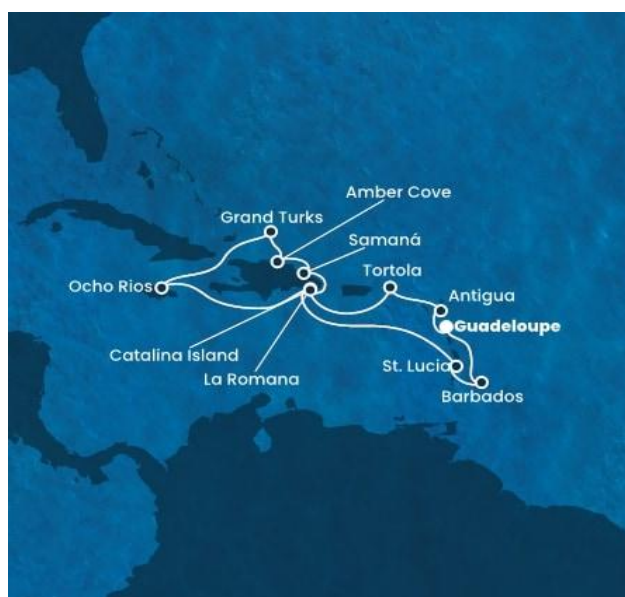 Amber Cove
Grand Turks
Samaná
Tortola
Ocho Rios
Antigua
Guadeloupe
Catalina Island
St. Lucia
La Romana
Barbados